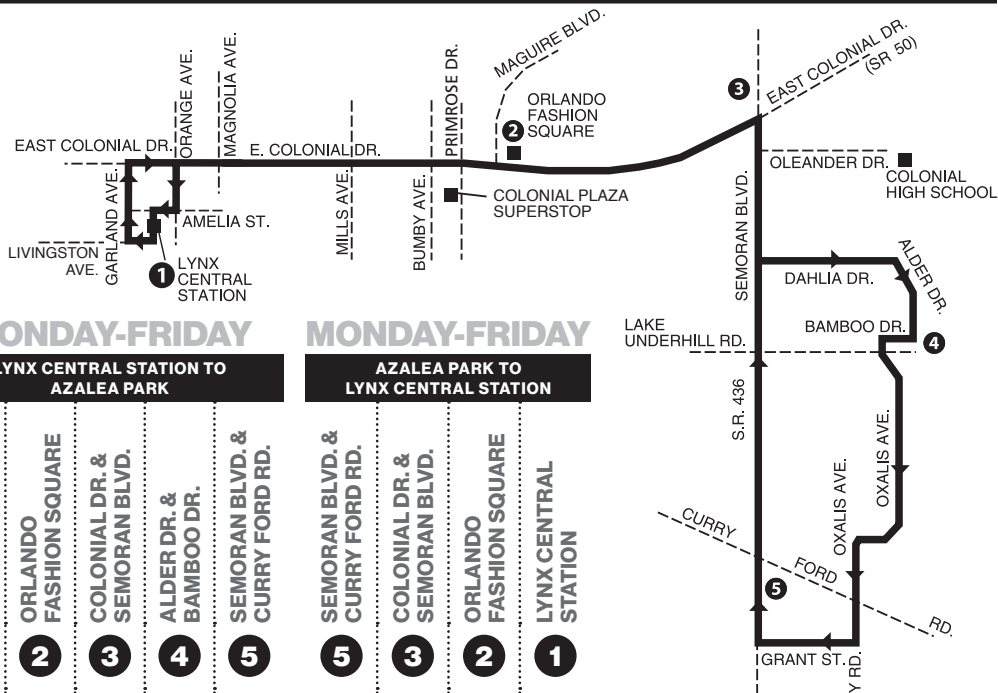 MAGUIRE BLVD.
EAST COLONIAL DR.
(SR 50)
ORANGE AVE.
MAGNOLIA AVE.
PRIMROSE DR.
3
2
ORLANDO
FASHION
SQUARE
EAST COLONIAL DR.
E. COLONIAL DR.
OLEANDER DR.
COLONIAL
HIGH SCHOOL
GARLAND AVE.
AMELIA ST.
MILLS AVE.
BUMBY AVE.
COLONIAL PLAZA
SUPERSTOP
SEMORAN BLVD.
LIVINGSTON
AVE.
1
LYNX
CENTRAL
STATION
DAHLIA DR.
ALDER DR.
LAKE
UNDERHILL RD.
BAMBOO DR.
4
S.R. 436
OXALIS AVE.
OXALIS AVE.
CURRY
FORD
RD.
5
GRANT ST.
ONDAY-FRIDAY
LYNX CENTRAL STATION TO
AZALEA PARK
ORLANDO
FASHION SQUARE
COLONIAL DR. &
SEMORAN BLVD.
ALDER DR. &
BAMBOO DR.
SEMORAN BLVD. &
CURRY FORD RD.
2
3
4
5
MONDAY-FRIDAY
AZALEA PARK TO
LYNX CENTRAL STATION
SEMORAN BLVD. &
CURRY FORD RD.
COLONIAL DR. &
SEMORAN BLVD.
ORLANDO
FASHION SQUARE
LYNX CENTRAL
STATION
5
3
2
1